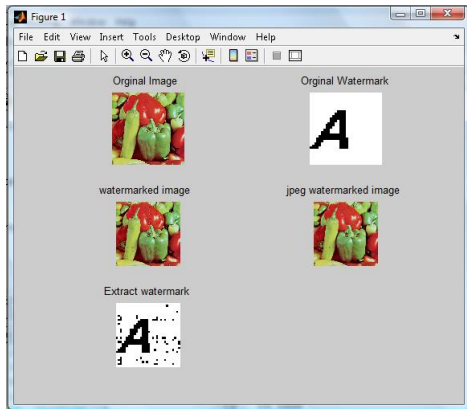 Figure 1
File Edit View Insert Tools Desktop Window Help
Orginal Image
Orginal Watermark
A
watermarked image
jpeg watermarked image
Extract watermark
A